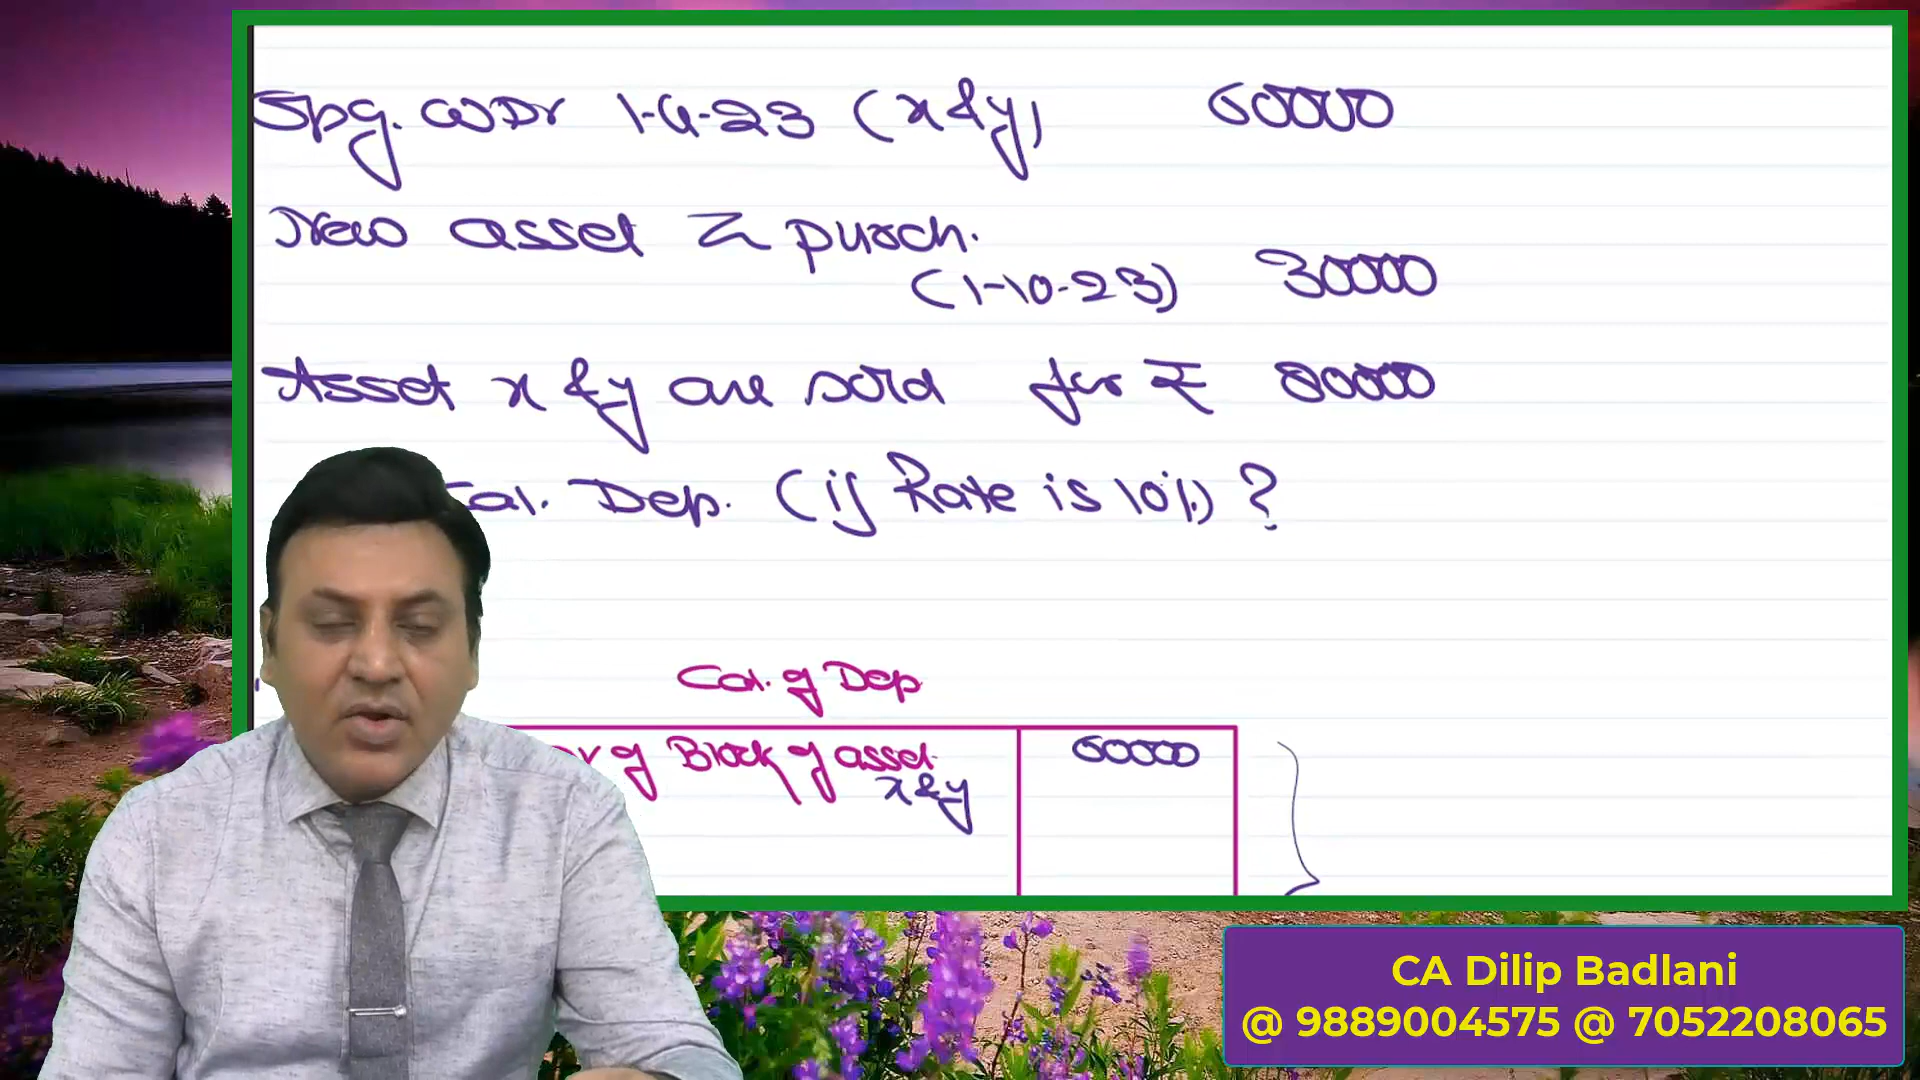 Opg. WDV 1-4-23 (x & y) 60000
New asset Z purch.
(1-10-23) 30000
Asset x & y are sold for ₹ 80000
Cal. Dep. (if Rate is 10%) ?
Cal. of Dep
of Block of asset 60000
x & y
CA Dilip Badlani
@ 9889004575 @ 7052208065